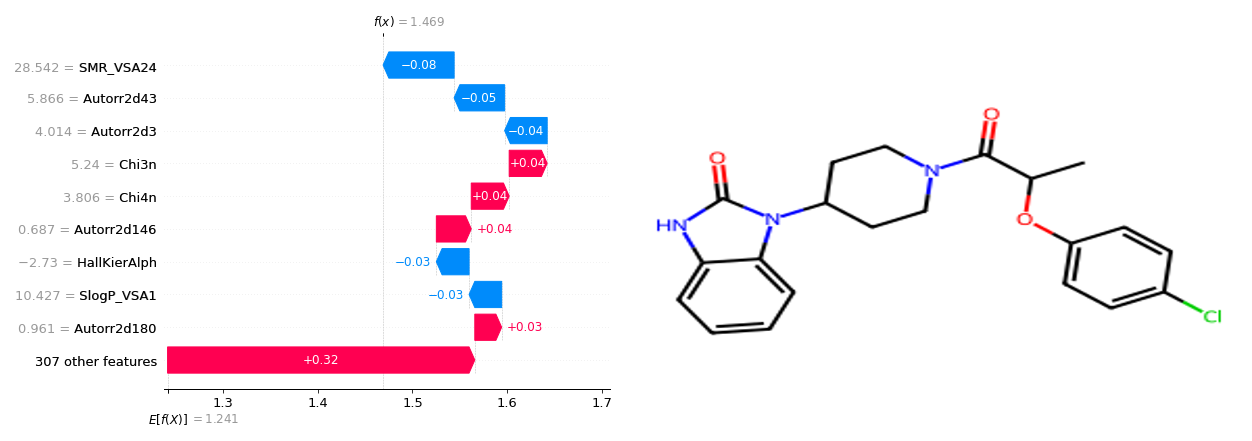 f(x) = 1.469
28.542 = SMR_VSA24
−0.08
5.866 = Autorr2d43
−0.05
4.014 = Autorr2d3
−0.04
5.24 = Chi3n
+0.04
3.806 = Chi4n
+0.04
0.687 = Autorr2d146
+0.04
−2.73 = HallKierAlph
−0.03
10.427 = SlogP_VSA1
−0.03
0.961 = Autorr2d180
+0.03
307 other features
+0.32
1.3 1.4 1.5 1.6 1.7
E[f(X)] = 1.241
O
O
N
HN
N
O
Cl